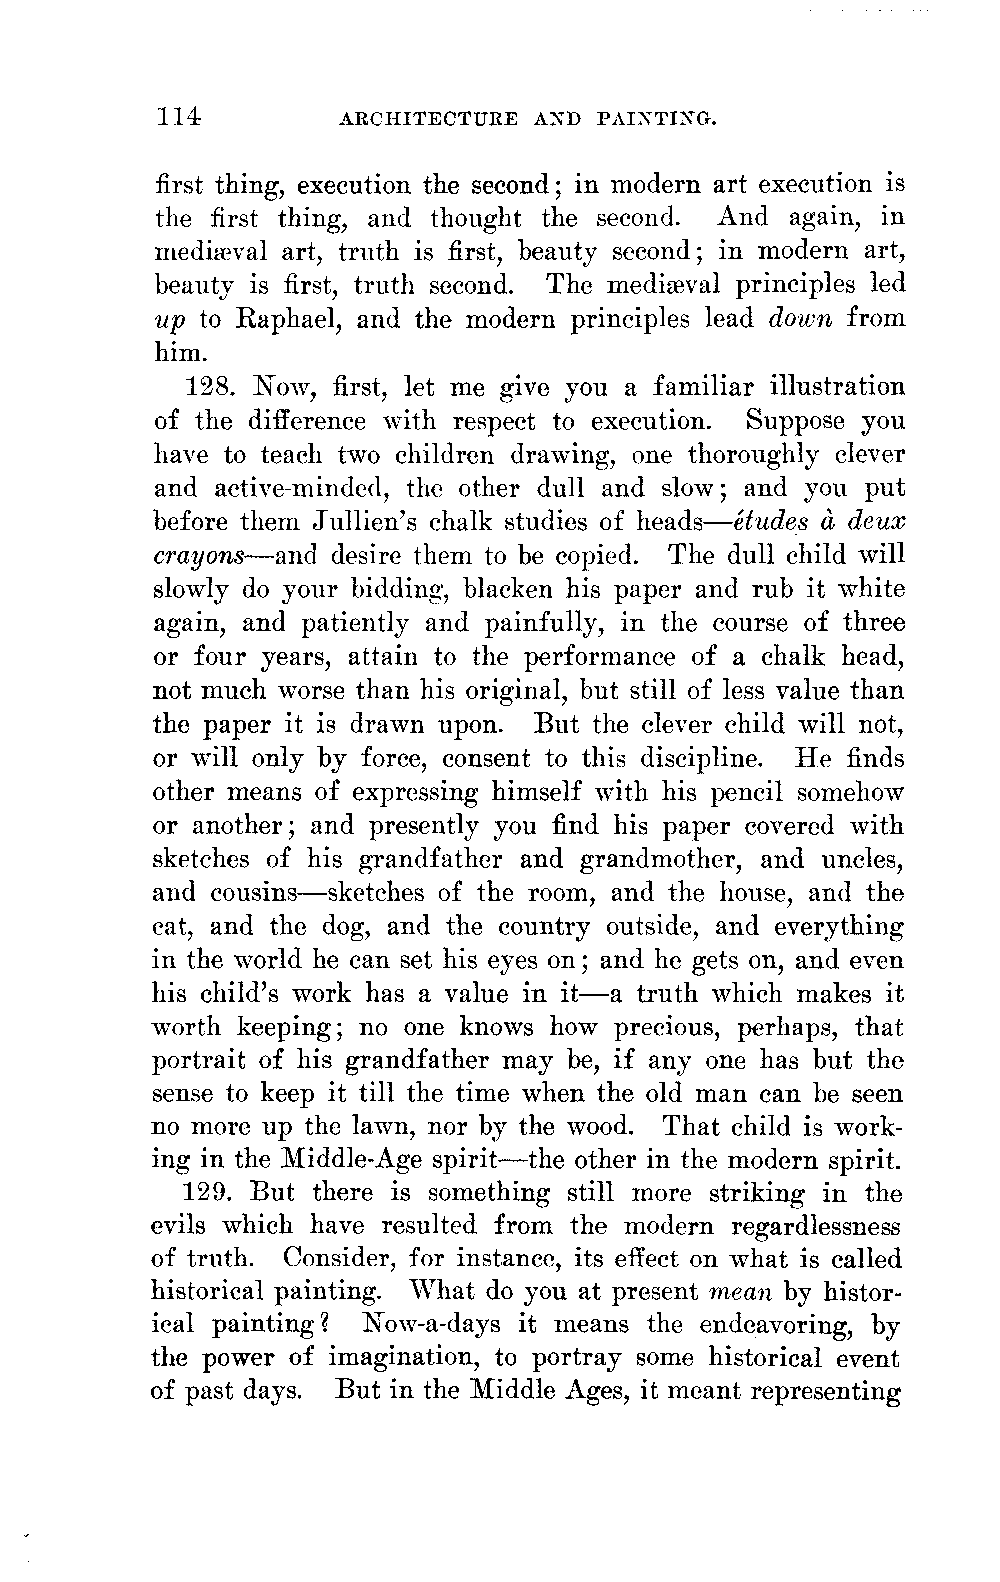 114 ARCHITECTURE AND PAINTING.
first thing, execution the second; in modern art execution is
the first thing, and thought the second. And again, in
mediæval art, truth is first, beauty second; in modern art,
beauty is first, truth second. The mediæval principles led
up to Raphael, and the modern principles lead down from
him.
128. Now, first, let me give you a familiar illustration
of the difference with respect to execution. Suppose you
have to teach two children drawing, one thoroughly clever
and active-minded, the other dull and slow; and you put
before them Jullien's chalk studies of heads—études à deux
crayons—and desire them to be copied. The dull child will
slowly do your bidding, blacken his paper and rub it white
again, and patiently and painfully, in the course of three
or four years, attain to the performance of a chalk head,
not much worse than his original, but still of less value than
the paper it is drawn upon. But the clever child will not,
or will only by force, consent to this discipline. He finds
other means of expressing himself with his pencil somehow
or another; and presently you find his paper covered with
sketches of his grandfather and grandmother, and uncles,
and cousins—sketches of the room, and the house, and the
cat, and the dog, and the country outside, and everything
in the world he can set his eyes on; and he gets on, and even
his child's work has a value in it—a truth which makes it
worth keeping; no one knows how precious, perhaps, that
portrait of his grandfather may be, if any one has but the
sense to keep it till the time when the old man can be seen
no more up the lawn, nor by the wood. That child is work-
ing in the Middle-Age spirit—the other in the modern spirit.
129. But there is something still more striking in the
evils which have resulted from the modern regardlessness
of truth. Consider, for instance, its effect on what is called
historical painting. What do you at present mean by histor-
ical painting? Now-a-days it means the endeavoring, by
the power of imagination, to portray some historical event
of past days. But in the Middle Ages, it meant representing